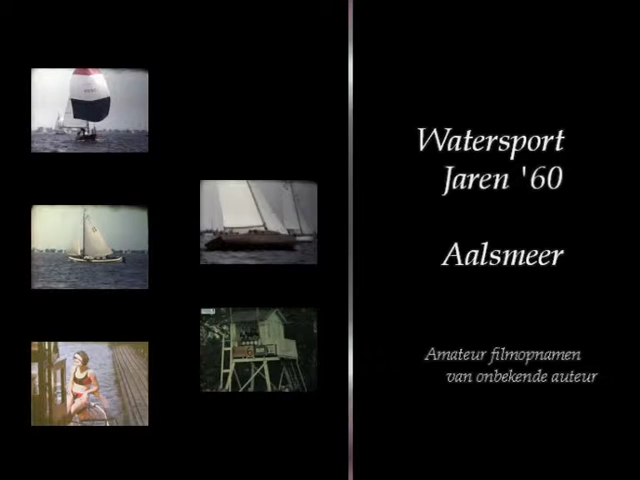 Watersport
Jaren '60
Aalsmeer
Amateur filmopnamen
van onbekende auteur